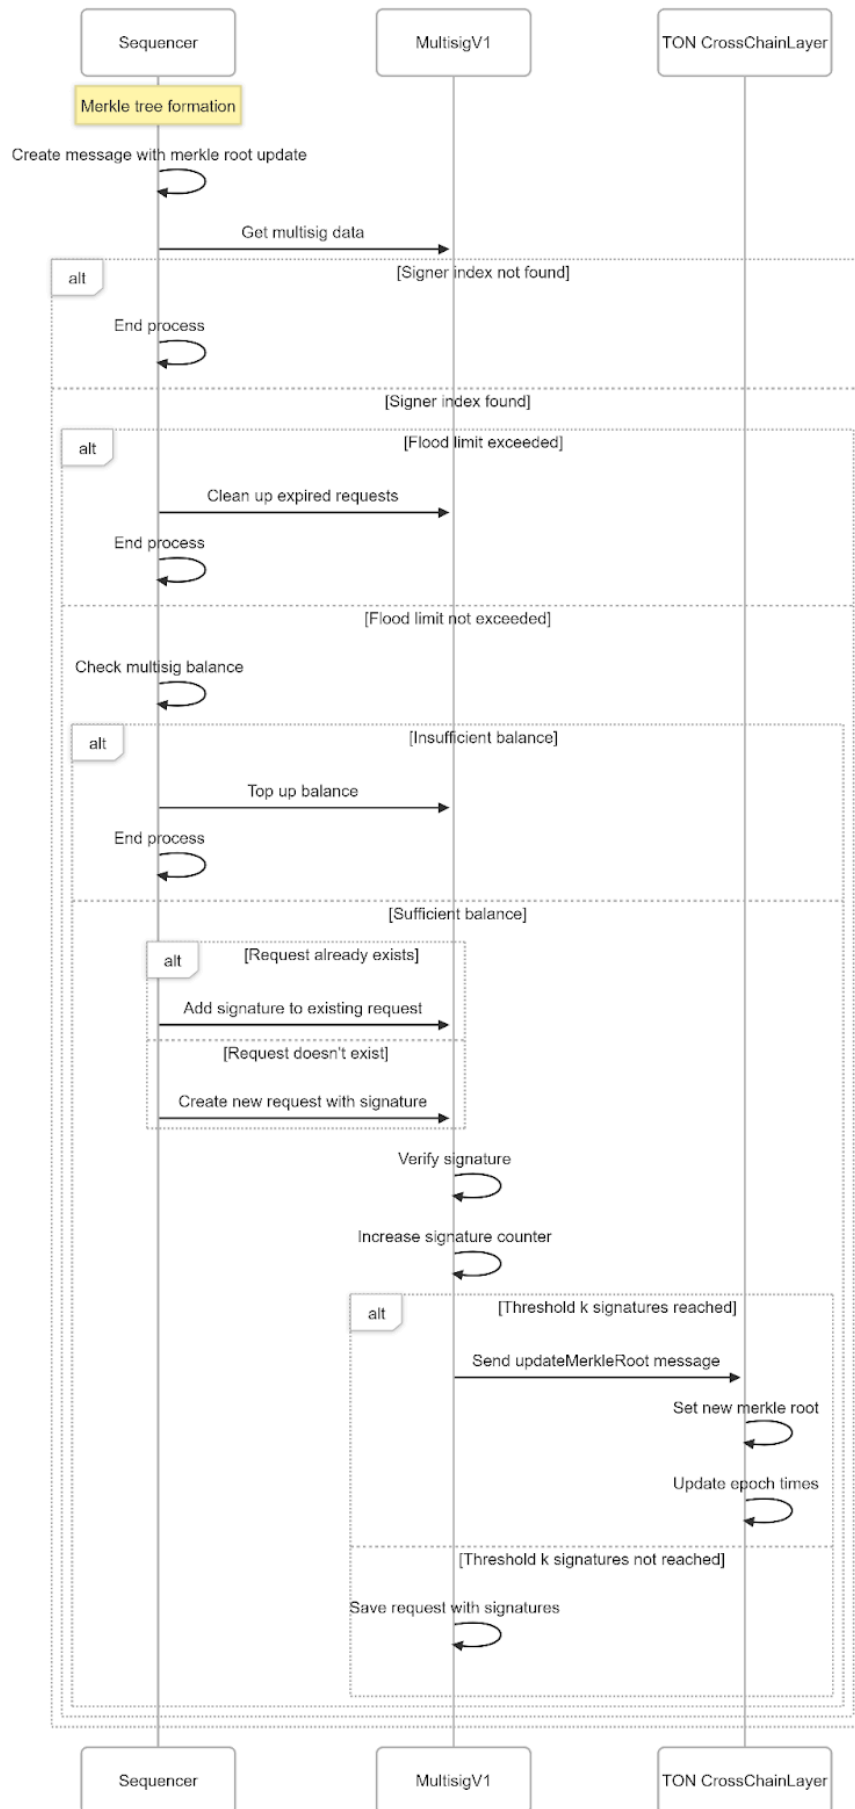 Sequencer
MultisigV1
TON CrossChainLayer
Merkle tree formation
Create message with merkle root update
Get multisig data
alt
[Signer index not found]
End process
[Signer index found]
alt
[Flood limit exceeded]
Clean up expired requests
End process
[Flood limit not exceeded]
Check multisig balance
alt
[Insufficient balance]
Top up balance
End process
[Sufficient balance]
alt
[Request already exists]
Add signature to existing request
[Request doesn't exist]
Create new request with signature
Verify signature
Increase signature counter
alt
[Threshold k signatures reached]
Send updateMerkleRoot message
Set new merkle root
Update epoch times
[Threshold k signatures not reached]
Save request with signatures
Sequencer
MultisigV1
TON CrossChainLayer